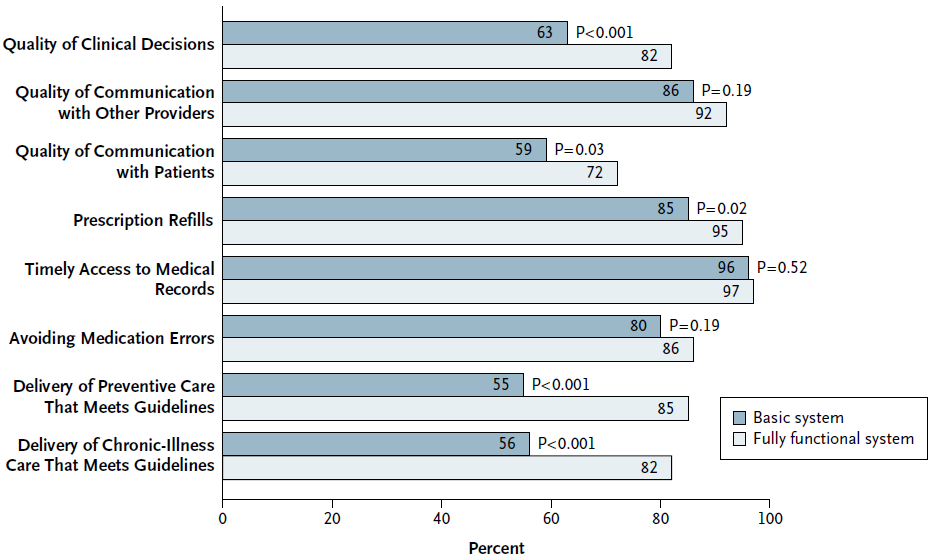 Quality of Clinical Decisions
63 P<0.001
82
Quality of Communication
with Other Providers
86 P=0.19
92
Quality of Communication
with Patients
59 P=0.03
72
Prescription Refills
85 P=0.02
95
Timely Access to Medical
Records
96 P=0.52
97
Avoiding Medication Errors
80 P=0.19
86
Delivery of Preventive Care
That Meets Guidelines
55 P<0.001
85
Delivery of Chronic-Illness
Care That Meets Guidelines
56 P<0.001
82
Basic system
Fully functional system
0 20 40 60 80 100
Percent